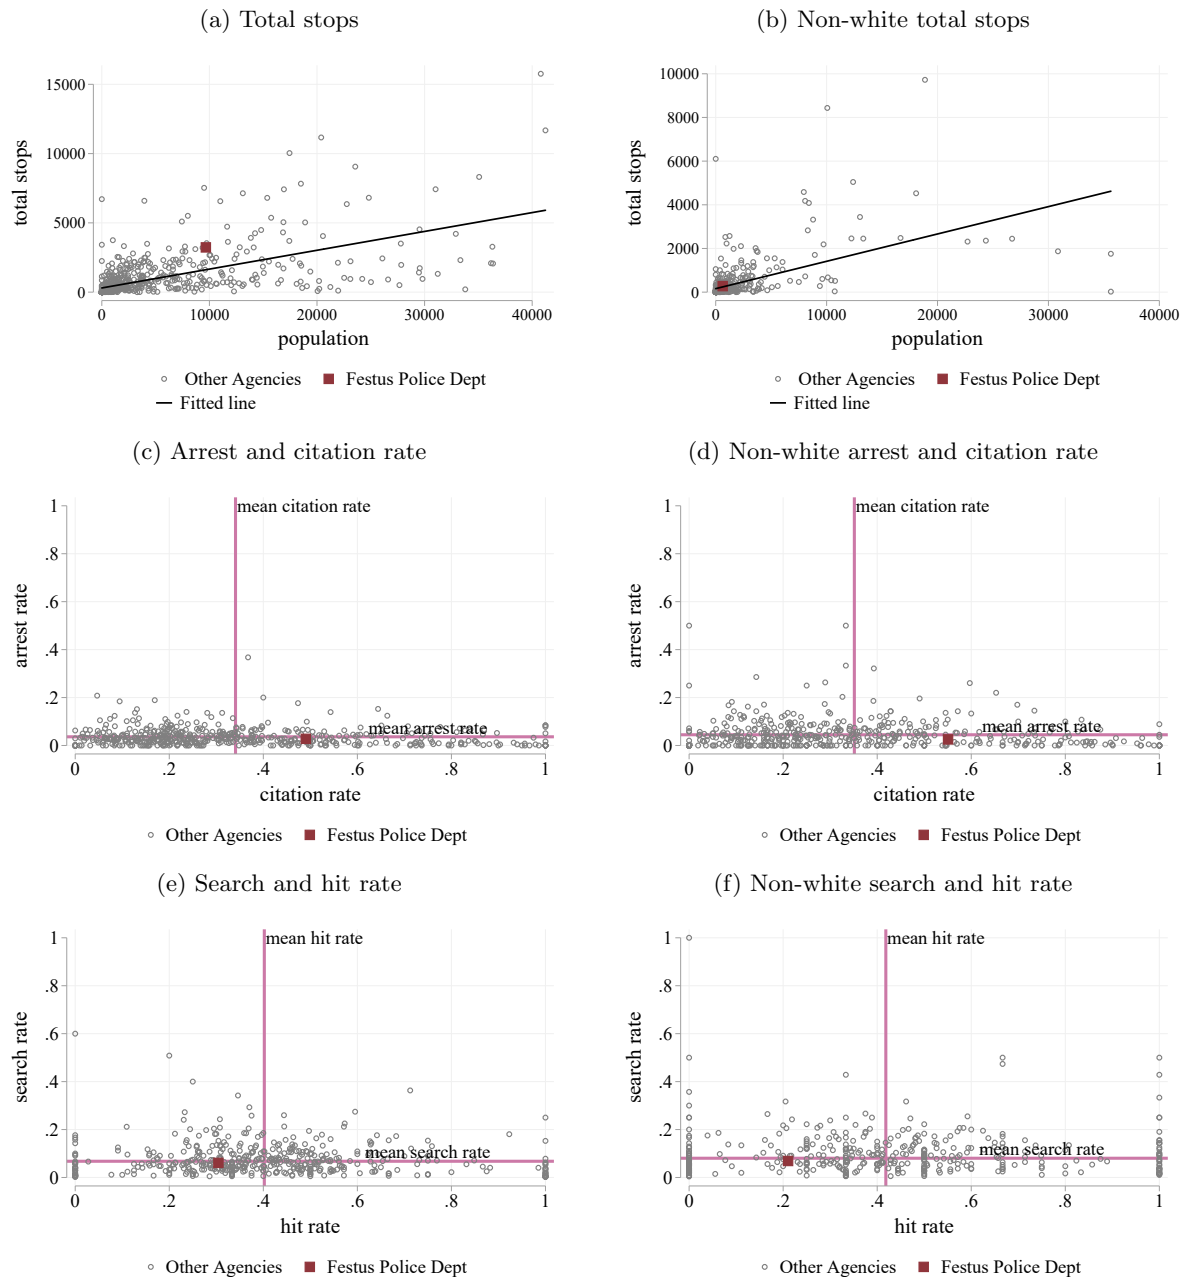 (a) Total stops
15000
10000
5000
0
total stops
0 10000 20000 30000 40000
population
Other Agencies Festus Police Dept
Fitted line
(b) Non-white total stops
10000
8000
6000
4000
2000
0
total stops
0 10000 20000 30000 40000
population
Other Agencies Festus Police Dept
Fitted line
(c) Arrest and citation rate
mean citation rate
1
.8
.6
.4
.2
0
arrest rate
mean arrest rate
0 .2 .4 .6 .8 1
citation rate
Other Agencies Festus Police Dept
(d) Non-white arrest and citation rate
mean citation rate
1
.8
.6
.4
.2
0
arrest rate
mean arrest rate
0 .2 .4 .6 .8 1
citation rate
Other Agencies Festus Police Dept
(e) Search and hit rate
mean hit rate
1
.8
.6
.4
.2
0
search rate
mean search rate
0 .2 .4 .6 .8 1
hit rate
Other Agencies Festus Police Dept
(f) Non-white search and hit rate
mean hit rate
1
.8
.6
.4
.2
0
search rate
mean search rate
0 .2 .4 .6 .8 1
hit rate
Other Agencies Festus Police Dept